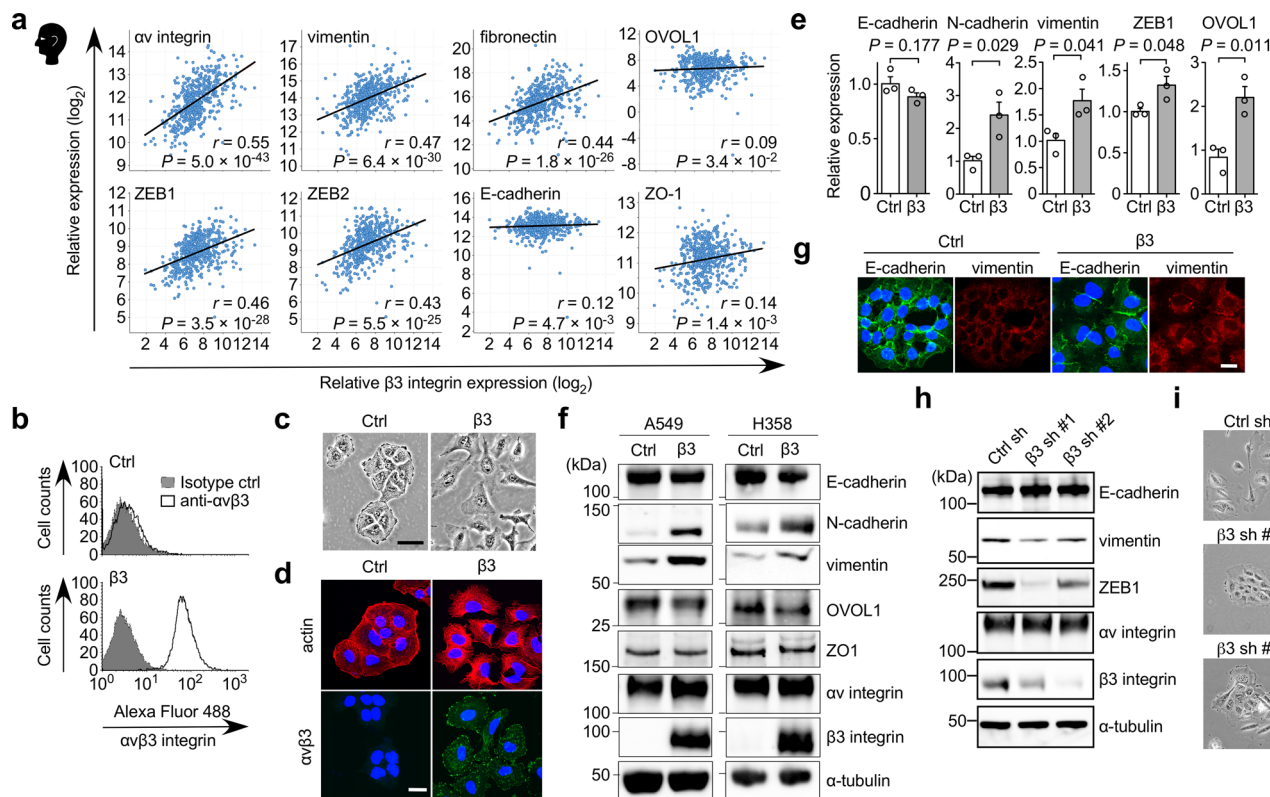 a
αv integrin
vimentin
fibronectin
OVOL1
Relative expression (log2)
14
13
12
11
10
9
r = 0.55
P = 5.0 × 10−43
17
16
15
14
13
12
11
10
r = 0.47
P = 6.4 × 10−30
20
18
16
14
12
10
r = 0.44
P = 1.8 × 10−26
12
8
4
0
-4
-8
r = 0.09
P = 3.4 × 10−2
ZEB1
ZEB2
E-cadherin
ZO-1
12
11
10
9
8
7
6
5
r = 0.46
P = 3.5 × 10−28
12
11
10
9
8
7
6
5
r = 0.43
P = 5.5 × 10−25
16
14
12
10
8
6
4
r = 0.12
P = 4.7 × 10−3
13
12
11
10
9
r = 0.14
P = 1.4 × 10−3
2 4 6 8 10 12 14
2 4 6 8 10 12 14
2 4 6 8 10 12 14
2 4 6 8 10 12 14
Relative β3 integrin expression (log2)
b
Ctrl
Cell counts
100
80
60
40
20
0
Isotype ctrl
anti-αvβ3
β3
Cell counts
100
80
60
40
20
0
100 101 102 103
Alexa Fluor 488
αvβ3 integrin
c
Ctrl
β3
d
Ctrl
β3
actin
αvβ3
e
E-cadherin
N-cadherin
vimentin
ZEB1
OVOL1
P = 0.177
P = 0.029
P = 0.041
P = 0.048
P = 0.011
Relative expression
1.0
0.5
0
4
3
2
1
0
2.5
2.0
1.5
1.0
0.5
0
2.0
1.5
1.0
0.5
0
3
2
1
0
Ctrl β3
Ctrl β3
Ctrl β3
Ctrl β3
Ctrl β3
f
A549
H358
(kDa)
Ctrl
β3
Ctrl
β3
100
E-cadherin
150
N-cadherin
vimentin
50
OVOL1
25
ZO1
150
αv integrin
100
100
β3 integrin
50
α-tubulin
g
Ctrl
β3
E-cadherin
vimentin
E-cadherin
vimentin
h
Ctrl sh
β3 sh #1
β3 sh #2
(kDa)
100
E-cadherin
vimentin
50
250
ZEB1
αv integrin
100
100
β3 integrin
50
α-tubulin
i
Ctrl sh
β3 sh #
β3 sh #